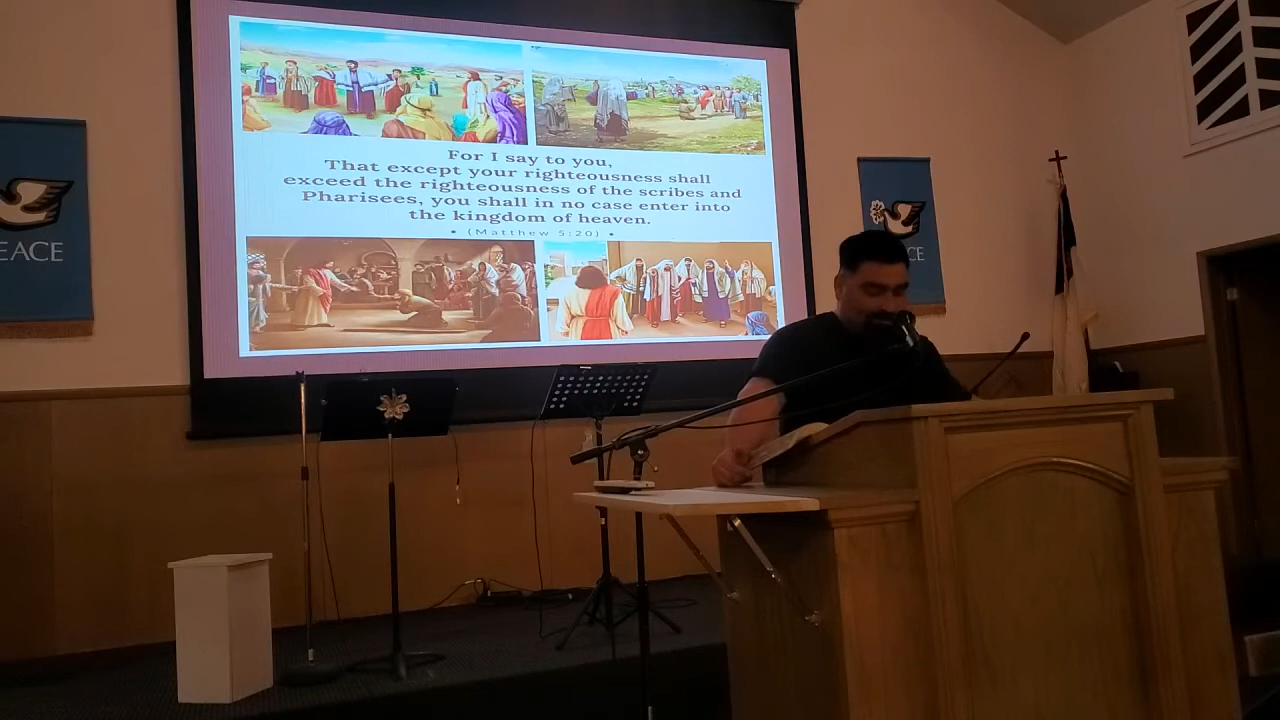 For I say to you,
That except your righteousness shall
exceed the righteousness of the scribes and
Pharisees, you shall in no case enter into
the kingdom of heaven.
• (Matthew 5:20) •
EACE
CE